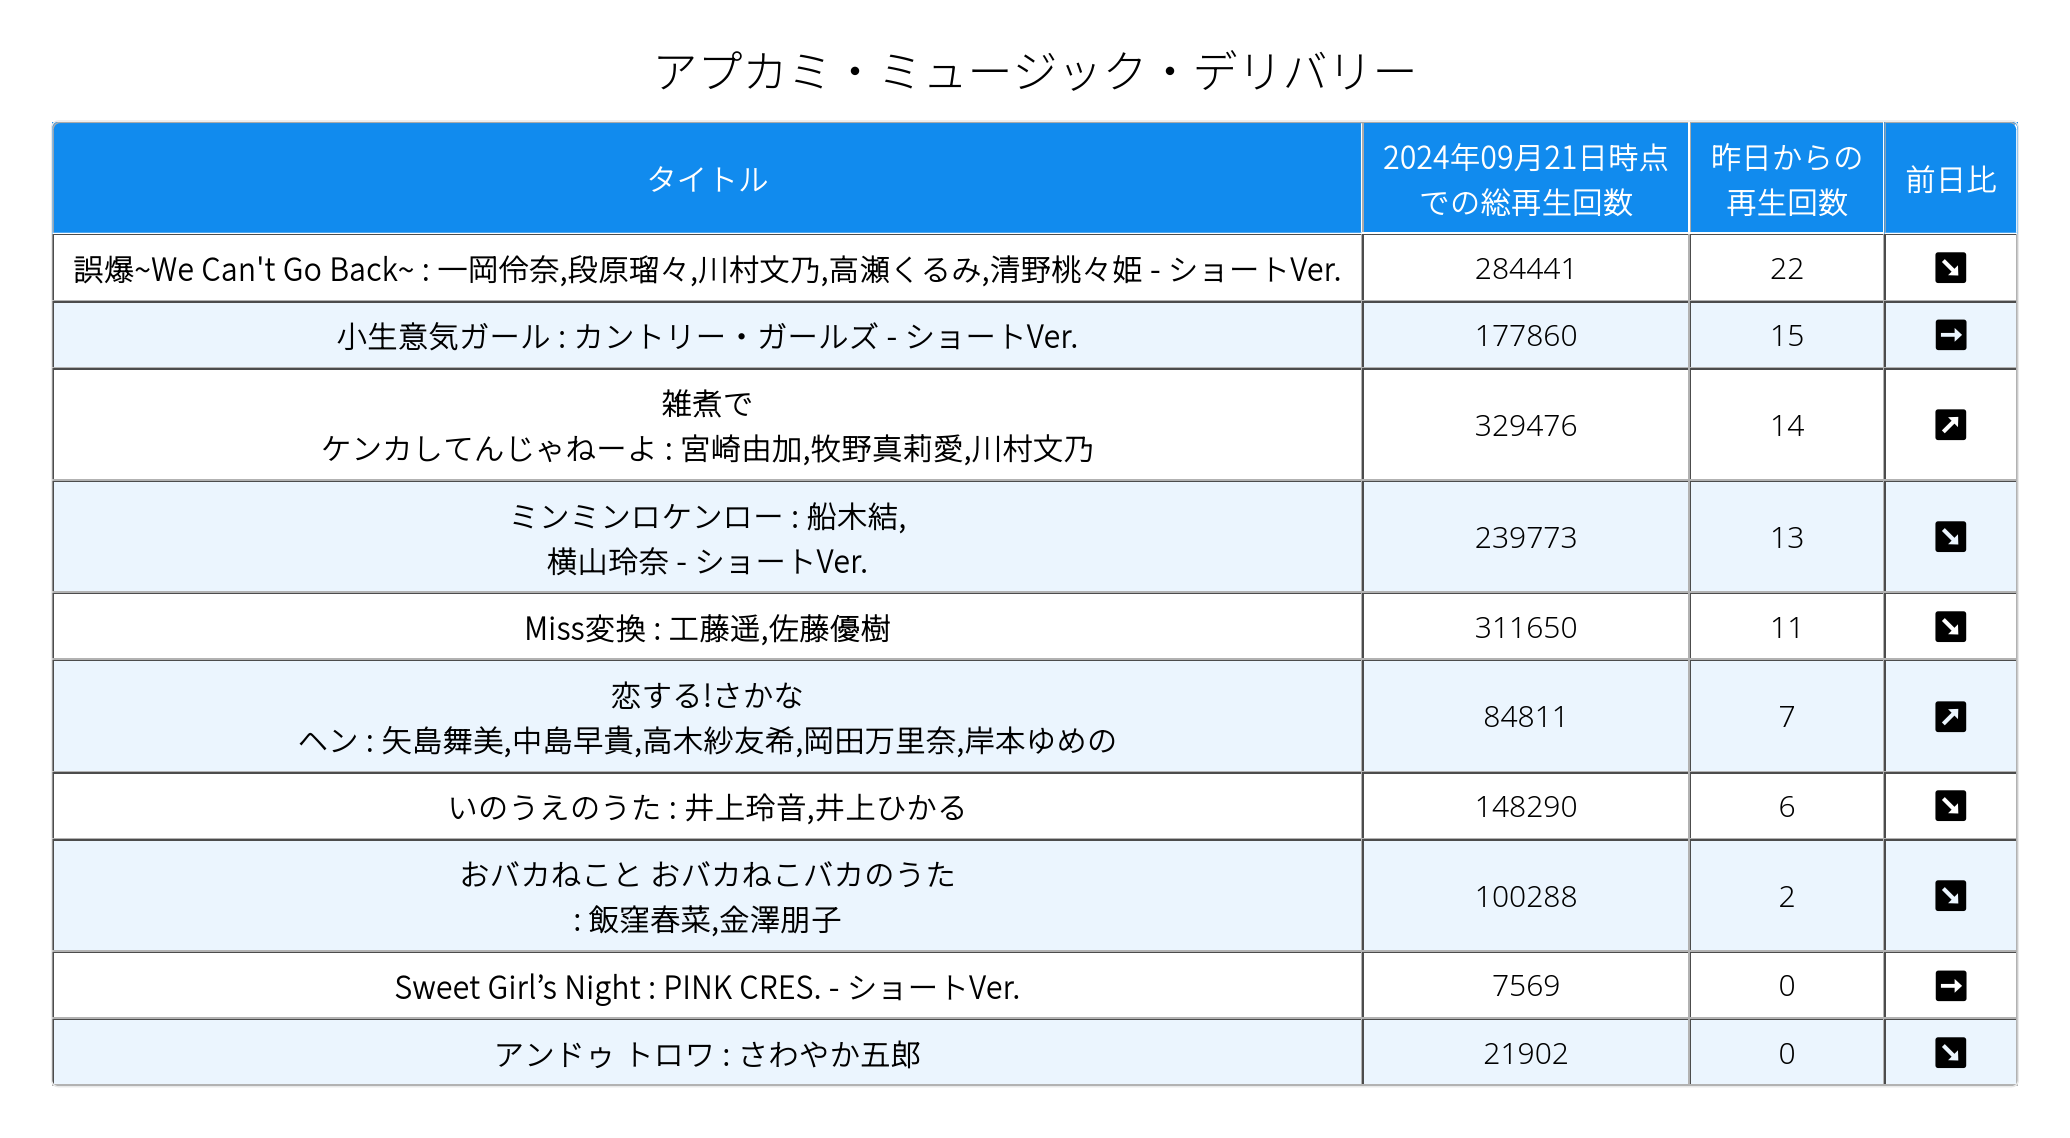 アプカミ・ミュージック・デリバリー
タイトル
2024年09月21日時点
での総再生回数
昨日からの
再生回数
前日比
誤爆~We Can't Go Back~ : 一岡伶奈,段原瑠々,川村文乃,高瀬くるみ,清野桃々姫 - ショートVer.
284441
22
小生意気ガール : カントリー・ガールズ - ショートVer.
177860
15
雑煮で
ケンカしてんじゃねーよ : 宮崎由加,牧野真莉愛,川村文乃
329476
14
ミンミンロケンロー : 船木結,
横山玲奈 - ショートVer.
239773
13
Miss変換 : 工藤遥,佐藤優樹
311650
11
恋する!さかな
ヘン : 矢島舞美,中島早貴,高木紗友希,岡田万里奈,岸本ゆめの
84811
7
いのうえのうた : 井上玲音,井上ひかる
148290
6
おバカねこと おバカねこバカのうた
: 飯窪春菜,金澤朋子
100288
2
Sweet Girl’s Night : PINK CRES. - ショートVer.
7569
0
アンドゥ トロワ : さわやか五郎
21902
0